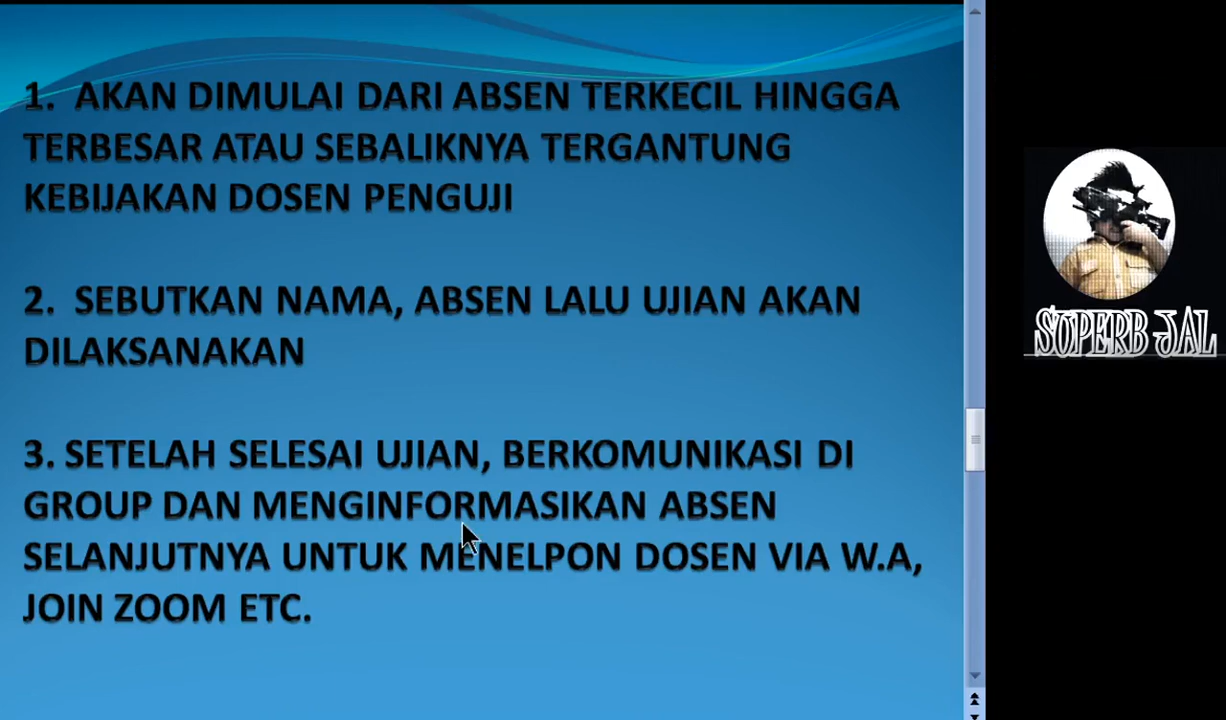 1. AKAN DIMULAI DARI ABSEN TERKECIL HINGGA
TERBESAR ATAU SEBALIKNYA TERGANTUNG
KEBIJAKAN DOSEN PENGUJI
2. SEBUTKAN NAMA, ABSEN LALU UJIAN AKAN
DILAKSANAKAN
3. SETELAH SELESAI UJIAN, BERKOMUNIKASI DI
GROUP DAN MENGINFORMASIKAN ABSEN
SELANJUTNYA UNTUK MENELPON DOSEN VIA W.A,
JOIN ZOOM ETC.
SUPERB JAL